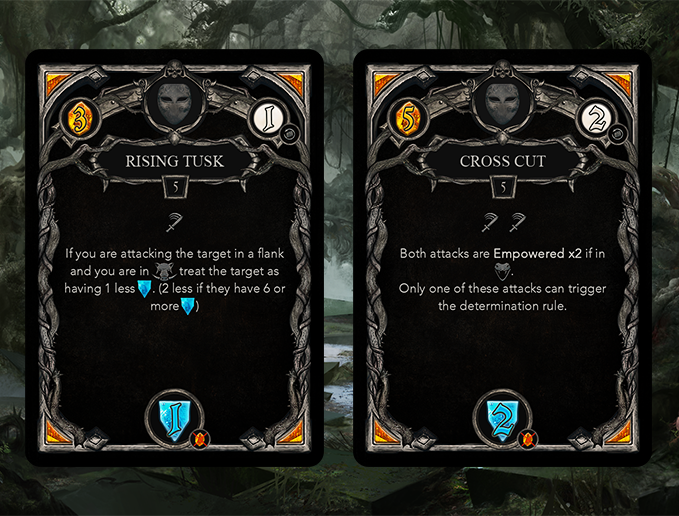 3
1
RISING TUSK
5
If you are attacking the target in a flank
and you are in treat the target as
having 1 less . (2 less if they have 6 or
more )
1
5
2
CROSS CUT
5
Both attacks are Empowered x2 if in
.
Only one of these attacks can trigger
the determination rule.
2